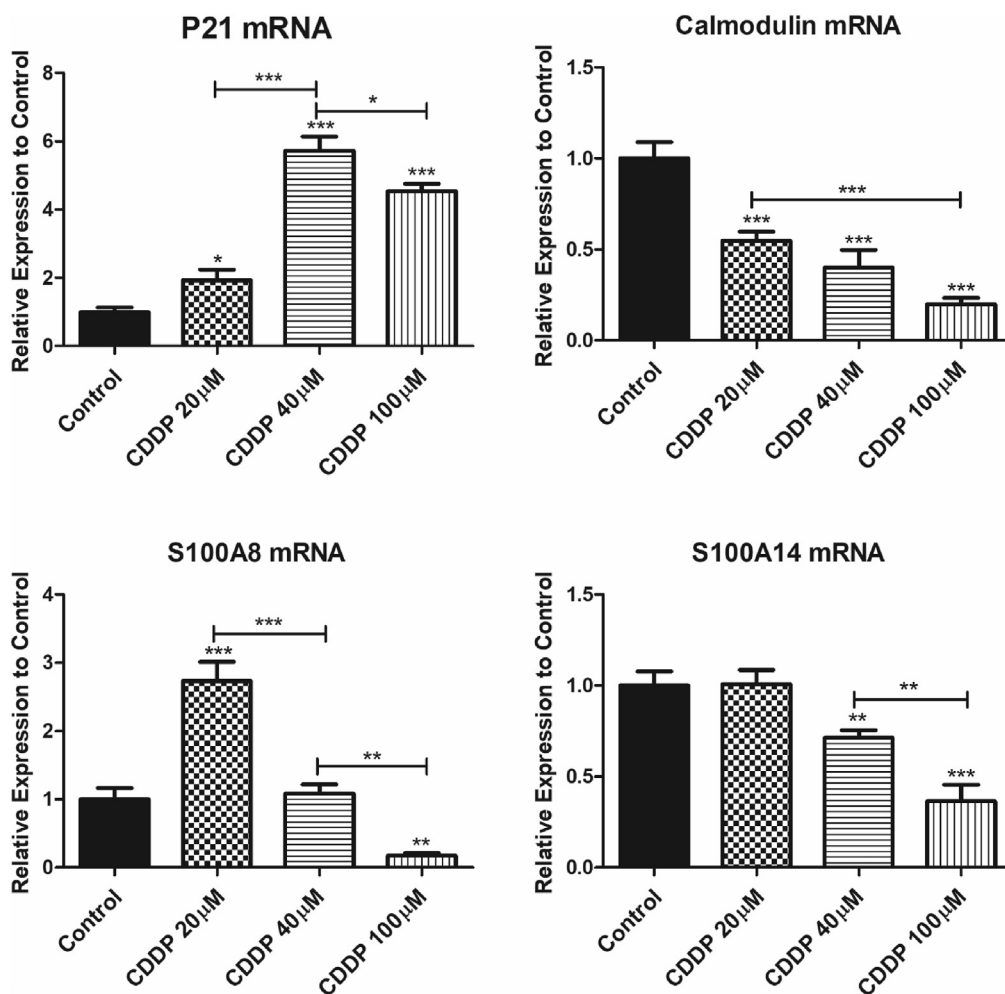 P21 mRNA
Relative Expression to Control
8
6
4
2
0
***
*
*
***
***
Control
CDDP 20μM
CDDP 40μM
CDDP 100μM
Calmodulin mRNA
Relative Expression to Control
1.5
1.0
0.5
0.0
***
***
***
***
Control
CDDP 20μM
CDDP 40μM
CDDP 100μM
S100A8 mRNA
Relative Expression to Control
4
3
2
1
0
***
***
**
**
Control
CDDP 20μM
CDDP 40μM
CDDP 100μM
S100A14 mRNA
Relative Expression to Control
1.5
1.0
0.5
0.0
**
**
***
Control
CDDP 20μM
CDDP 40μM
CDDP 100μM